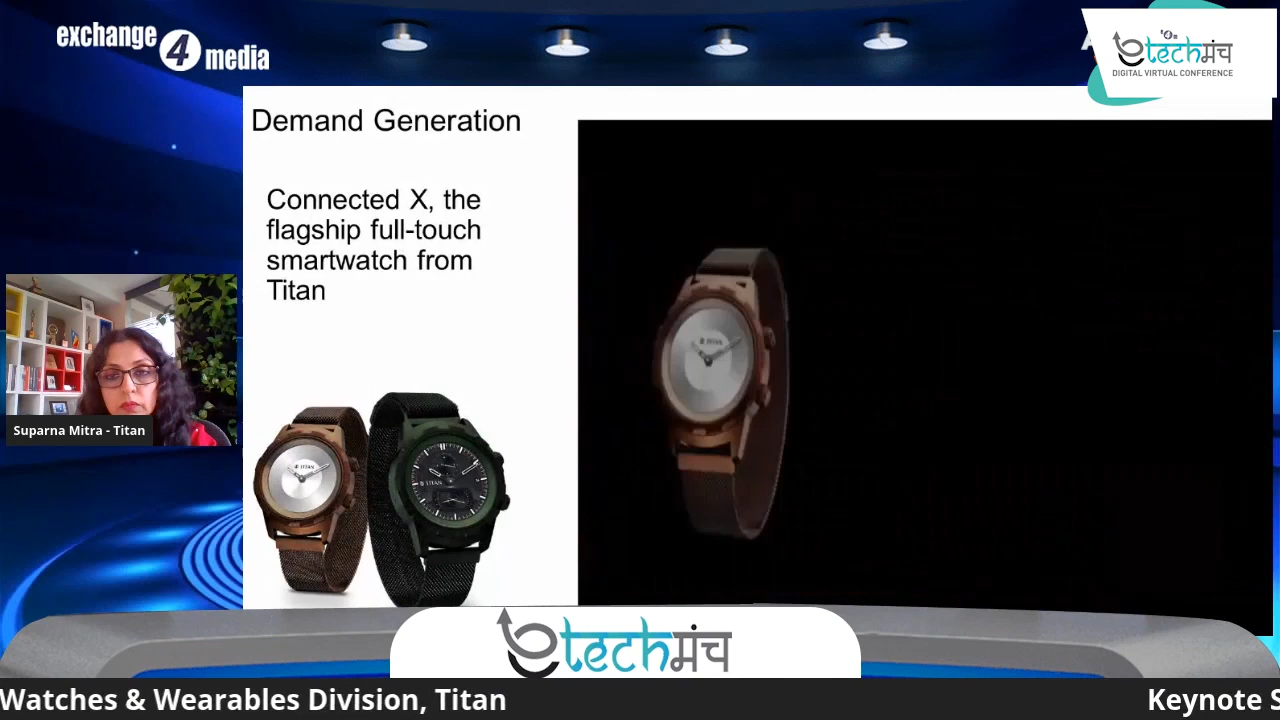 exchange
4
media
techमंच
DIGITAL VIRTUAL CONFERENCE
Demand Generation
Connected X, the
flagship full-touch
smartwatch from
Titan
TITAN
TITAN
TITAN
Suparna Mitra - Titan
techमंच
Watches & Wearables Division, Titan
Keynote S